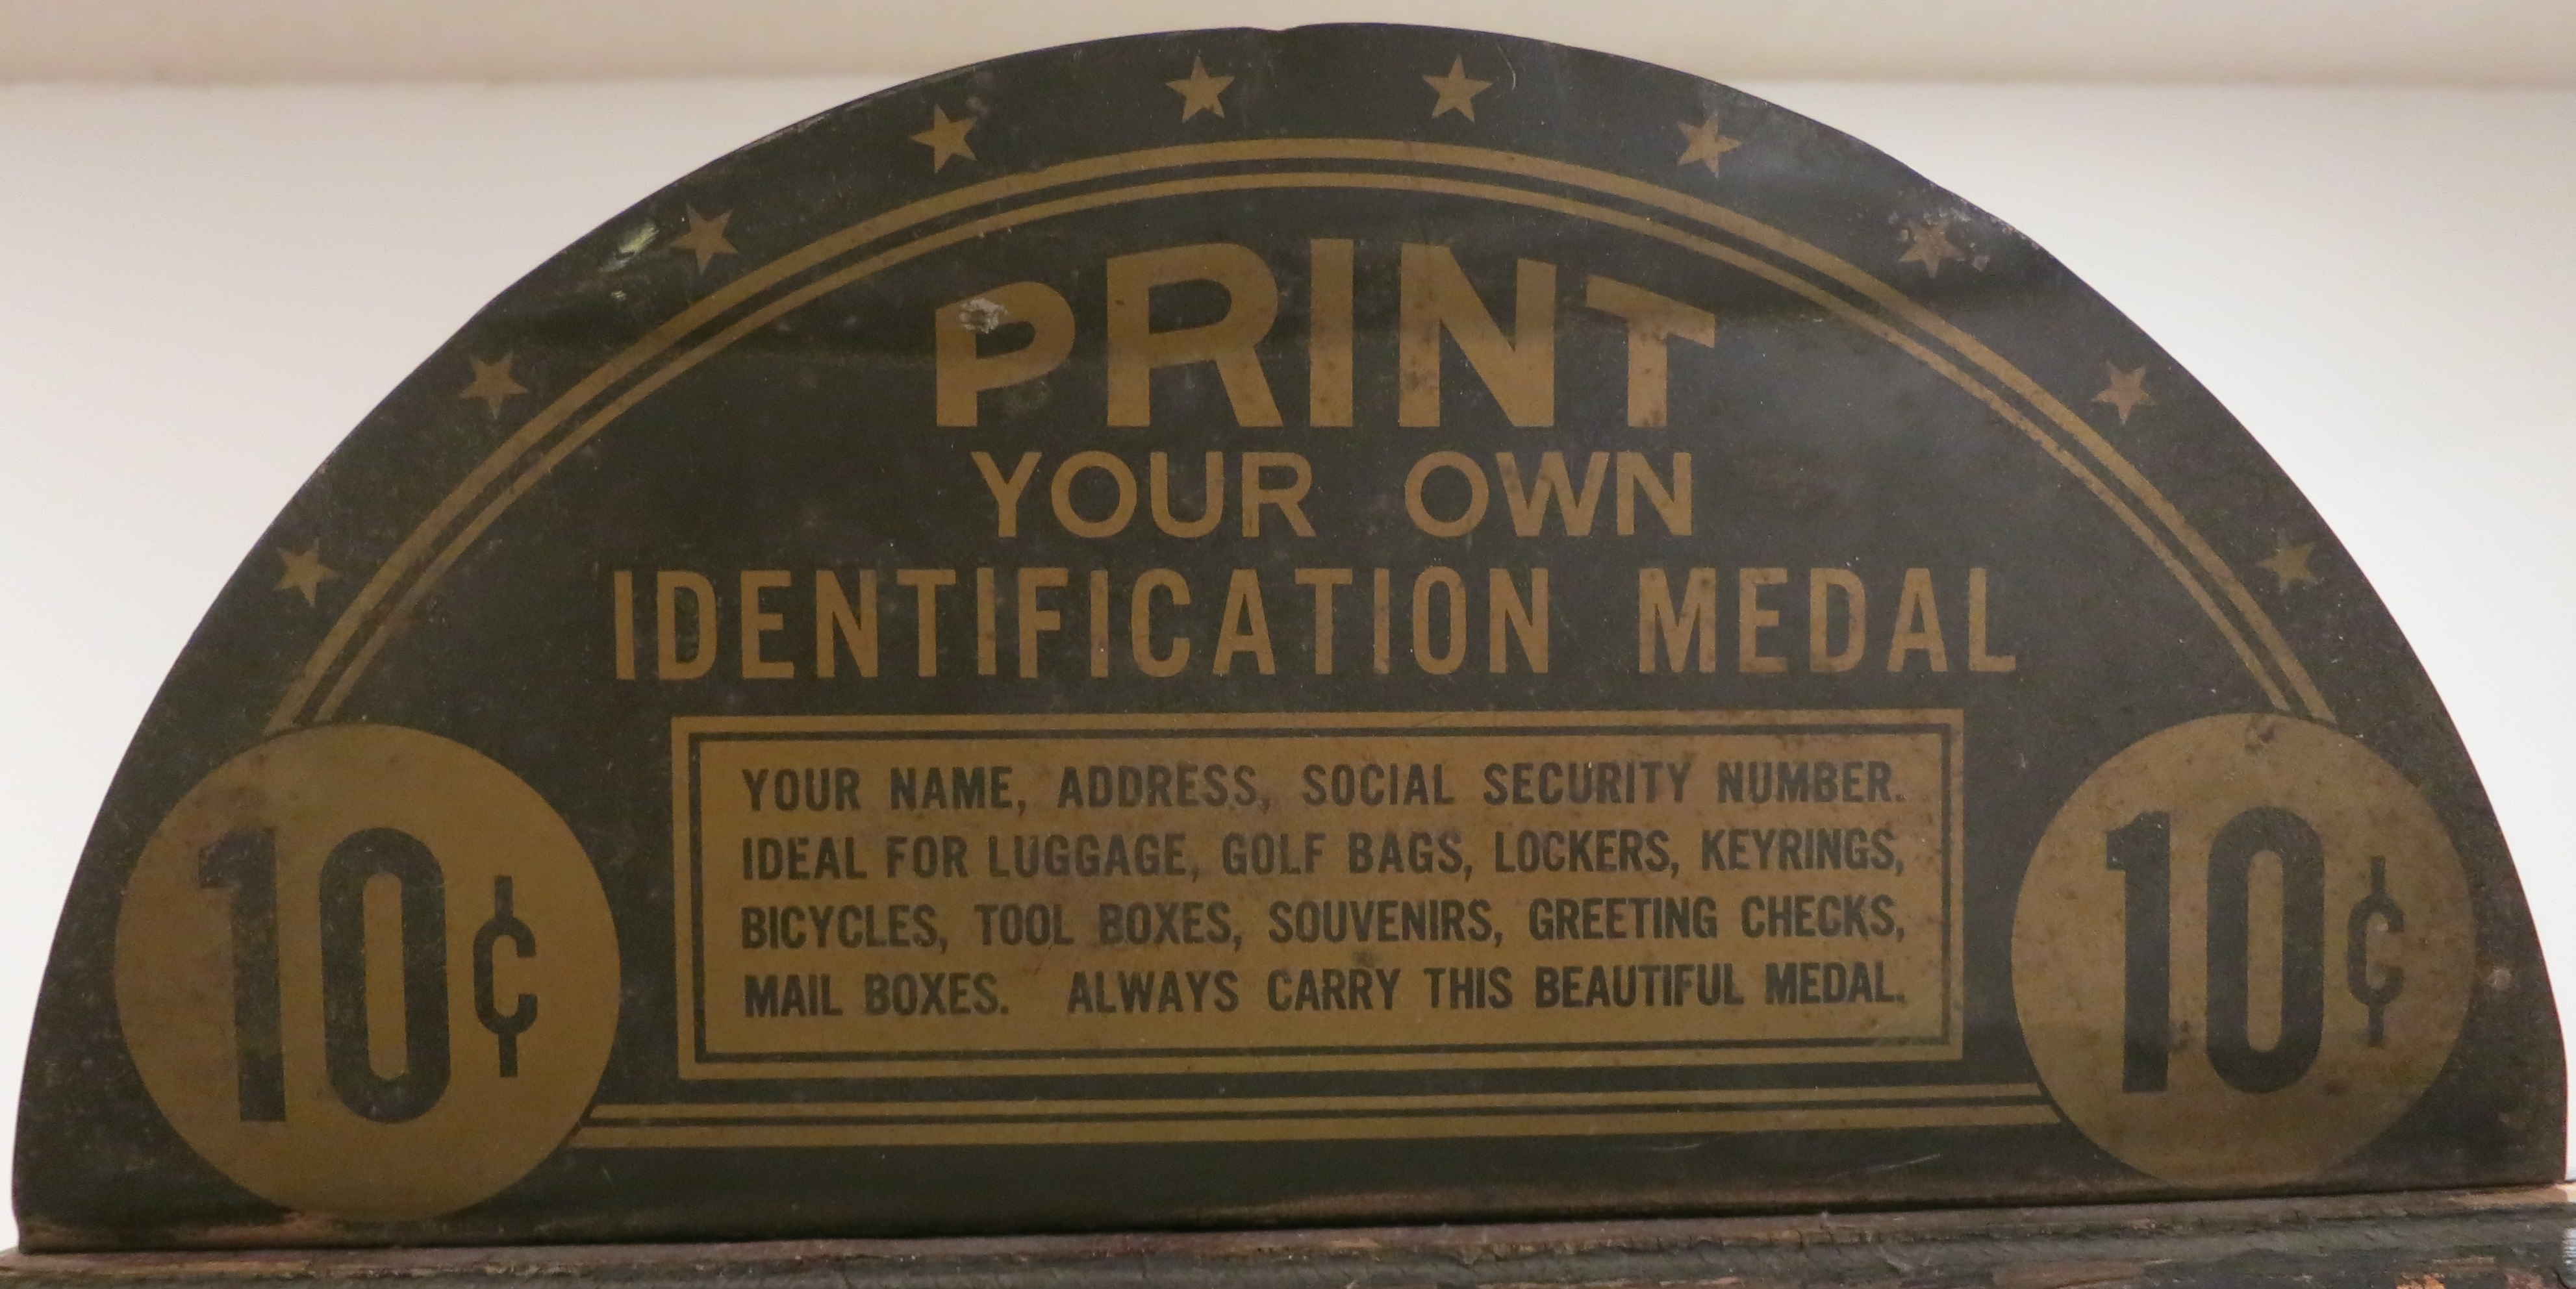 PRINT
YOUR OWN
IDENTIFICATION MEDAL
10¢
YOUR NAME, ADDRESS, SOCIAL SECURITY NUMBER.
IDEAL FOR LUGGAGE, GOLF BAGS, LOCKERS, KEYRINGS,
BICYCLES, TOOL BOXES, SOUVENIRS, GREETING CHECKS,
MAIL BOXES. ALWAYS CARRY THIS BEAUTIFUL MEDAL.
10¢